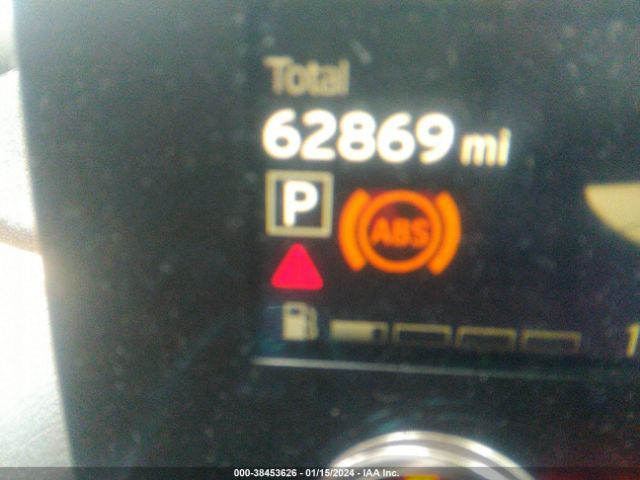 Total
62869 mi
P
ABS
000-38453626 - 01/15/2024 - IAA Inc.